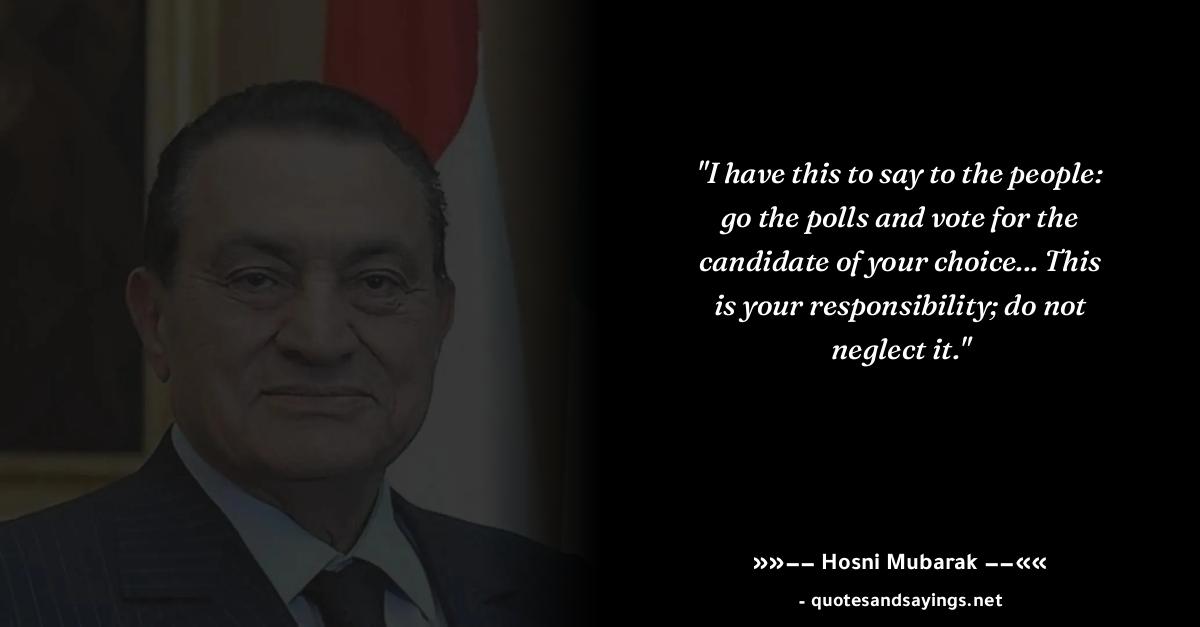 "I have this to say to the people:
go the polls and vote for the
candidate of your choice... This
is your responsibility; do not
neglect it."
»»−− Hosni Mubarak −−««
- quotesandsayings.net